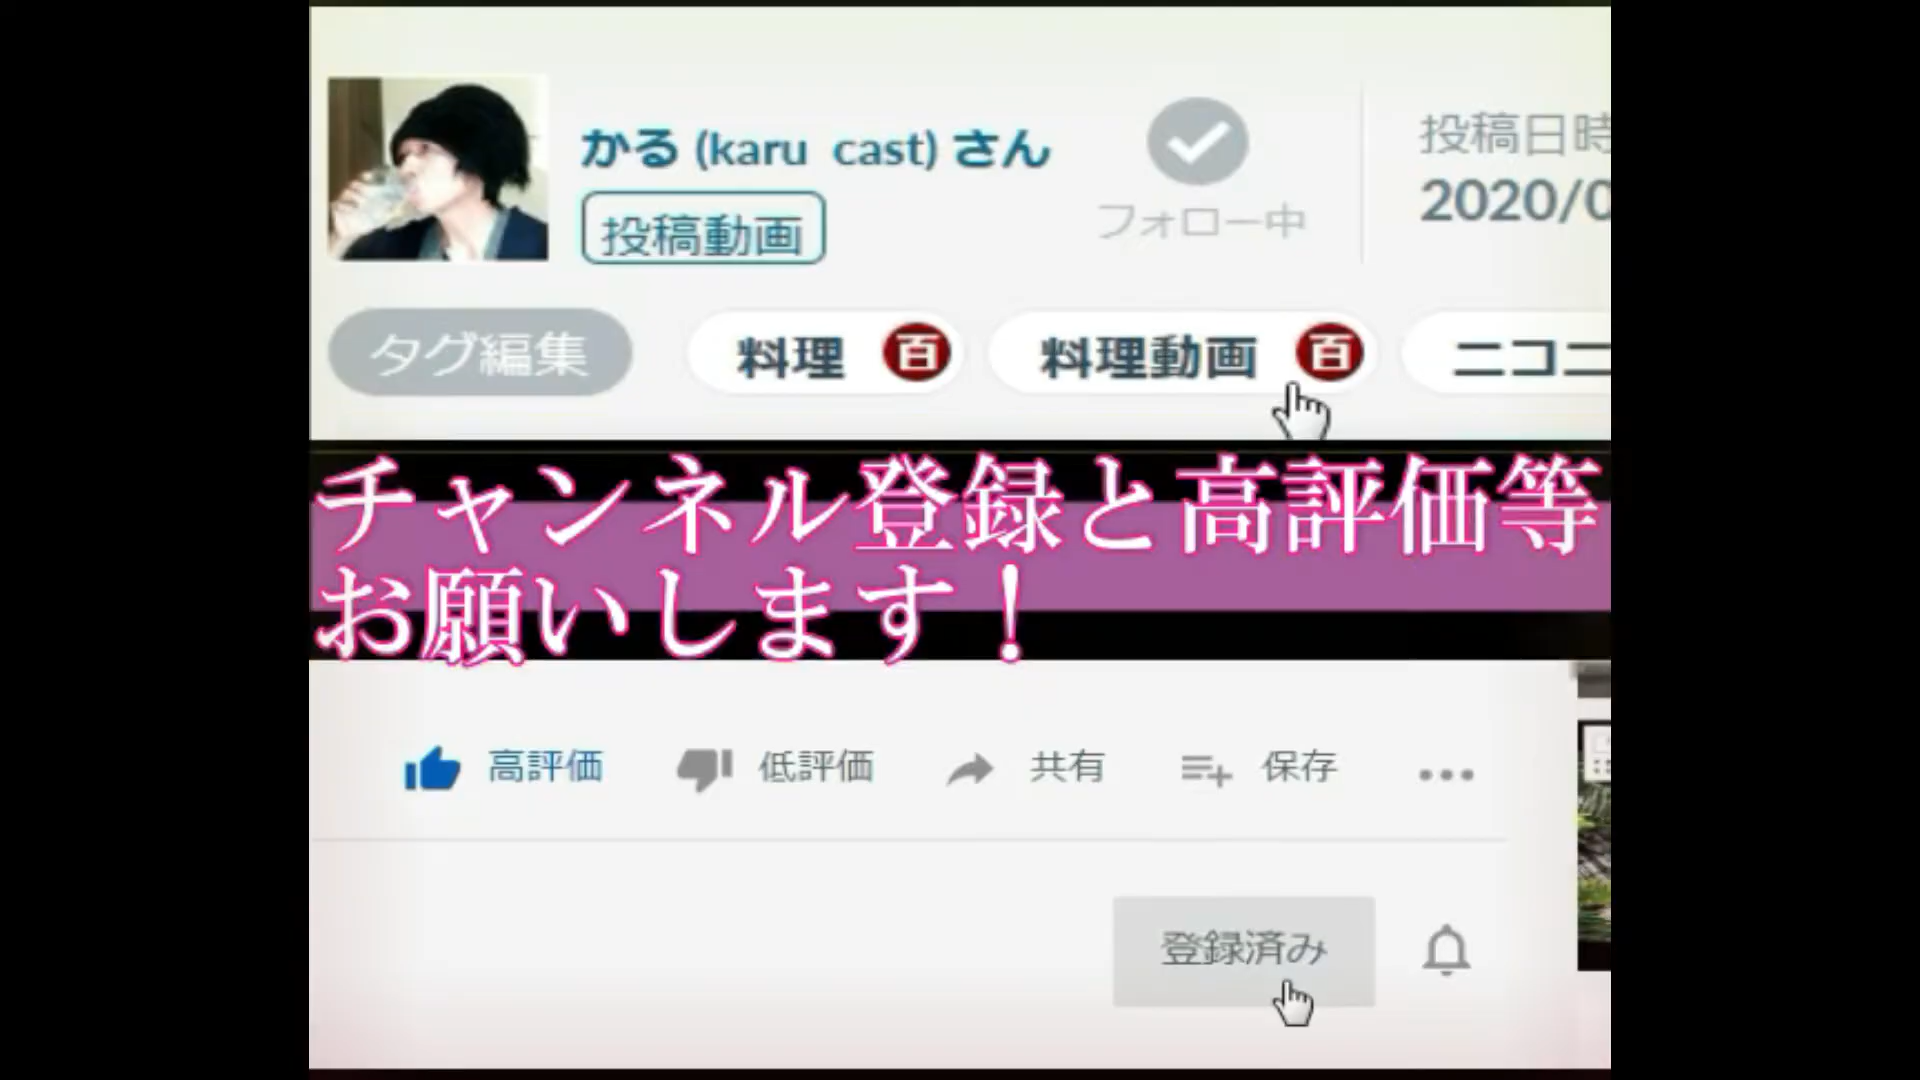 かる (karu cast) さん
投稿動画
フォロー中
投稿日時
2020/0
タグ編集
料理 百
料理動画 百
ニコニ
チャンネル登録と高評価等
お願いします！
高評価
低評価
共有
保存
登録済み